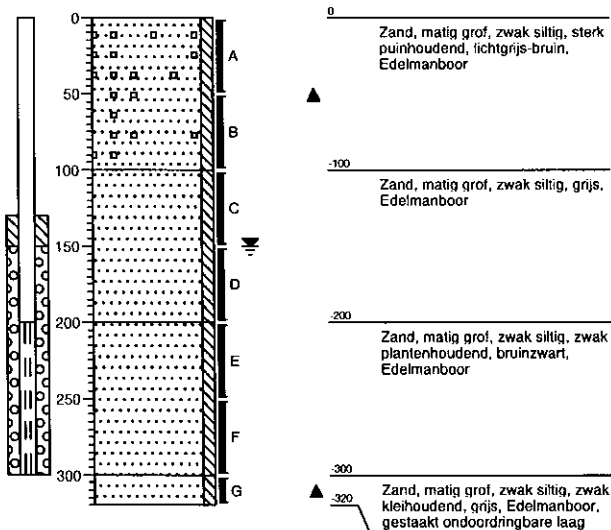 0
50
100
150
200
250
300
A
B
C
D
E
F
G
0
Zand, matig grof, zwak siltig, sterk
puinhoudend, lichtgrijs-bruin,
Edelmanboor
-100
Zand, matig grof, zwak siltig, grijs,
Edelmanboor
-200
Zand, matig grof, zwak siltig, zwak
plantenhoudend, bruinzwart,
Edelmanboor
-300
Zand, matig grof, zwak siltig, zwak
-320
kleihoudend, grijs, Edelmanboor,
gestaakt ondoordringbare laag